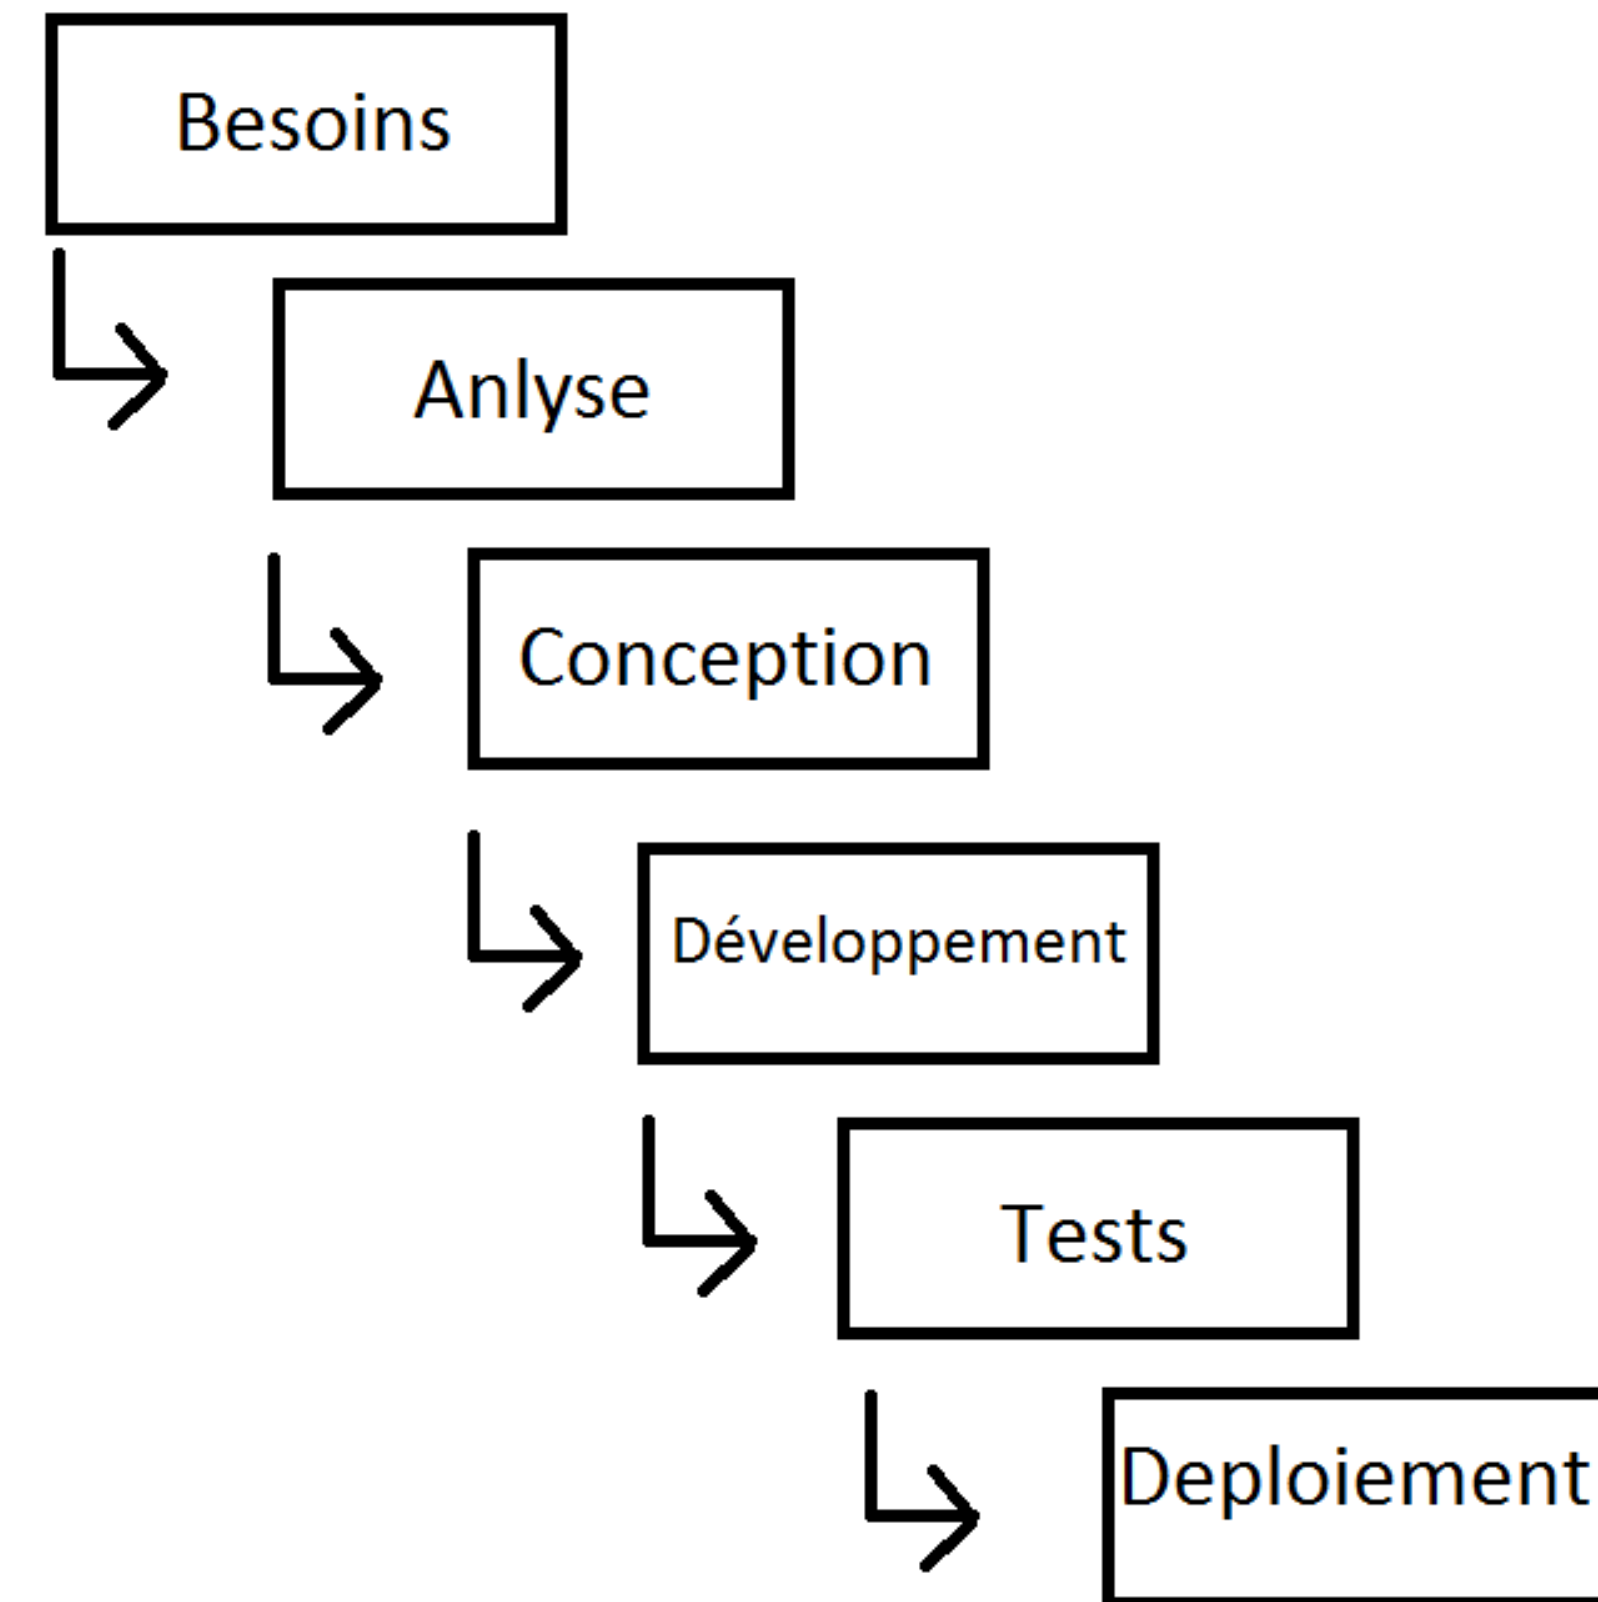 Besoins
Anlyse
Conception
Développement
Tests
Deploiement